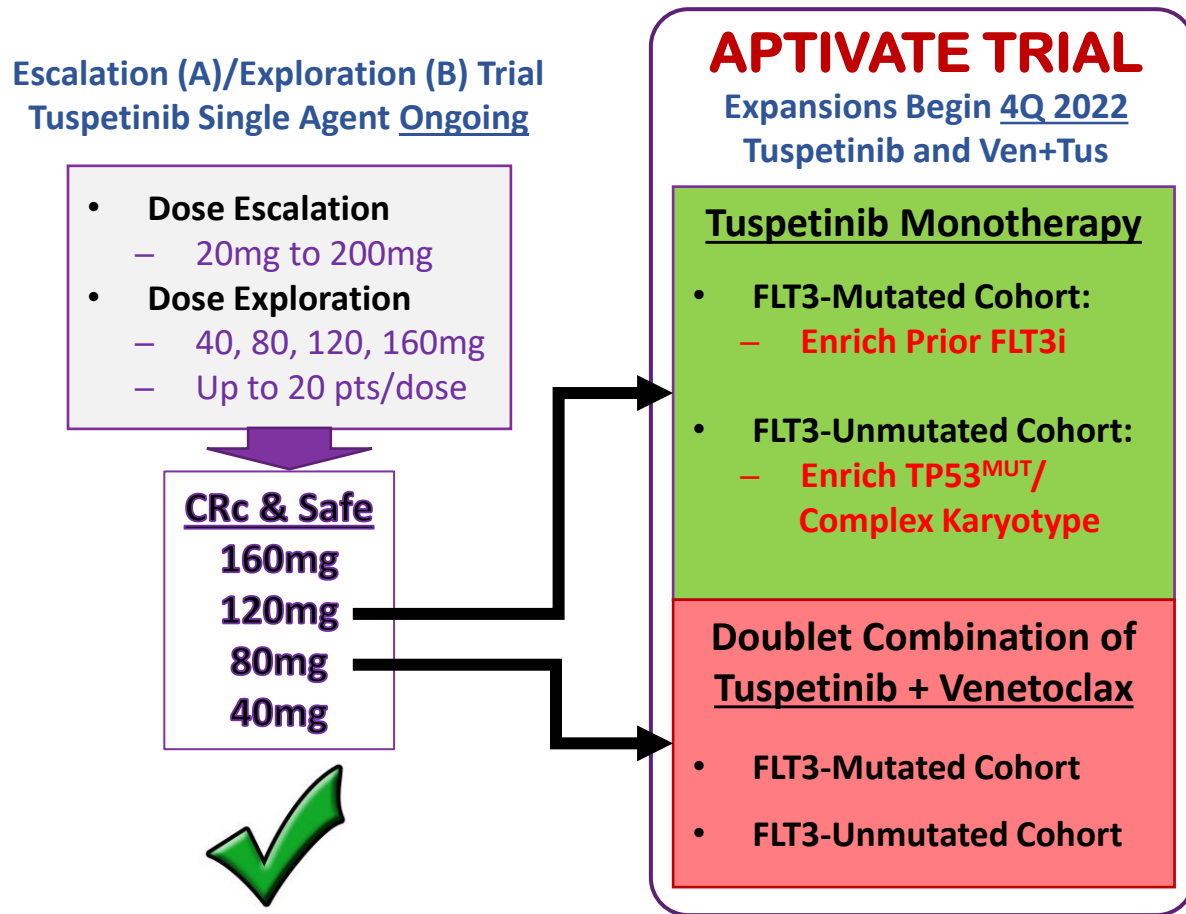 Escalation (A)/Exploration (B) Trial
Tuspetinib Single Agent Ongoing
• Dose Escalation
– 20mg to 200mg
• Dose Exploration
– 40, 80, 120, 160mg
– Up to 20 pts/dose
CRc & Safe
160mg
120mg
80mg
40mg
APTIVATE TRIAL
Expansions Begin 4Q 2022
Tuspetinib and Ven+Tus
Tuspetinib Monotherapy
• FLT3-Mutated Cohort:
– Enrich Prior FLT3i
• FLT3-Unmutated Cohort:
– Enrich TP53^MUT/
Complex Karyotype
Doublet Combination of
Tuspetinib + Venetoclax
• FLT3-Mutated Cohort
• FLT3-Unmutated Cohort